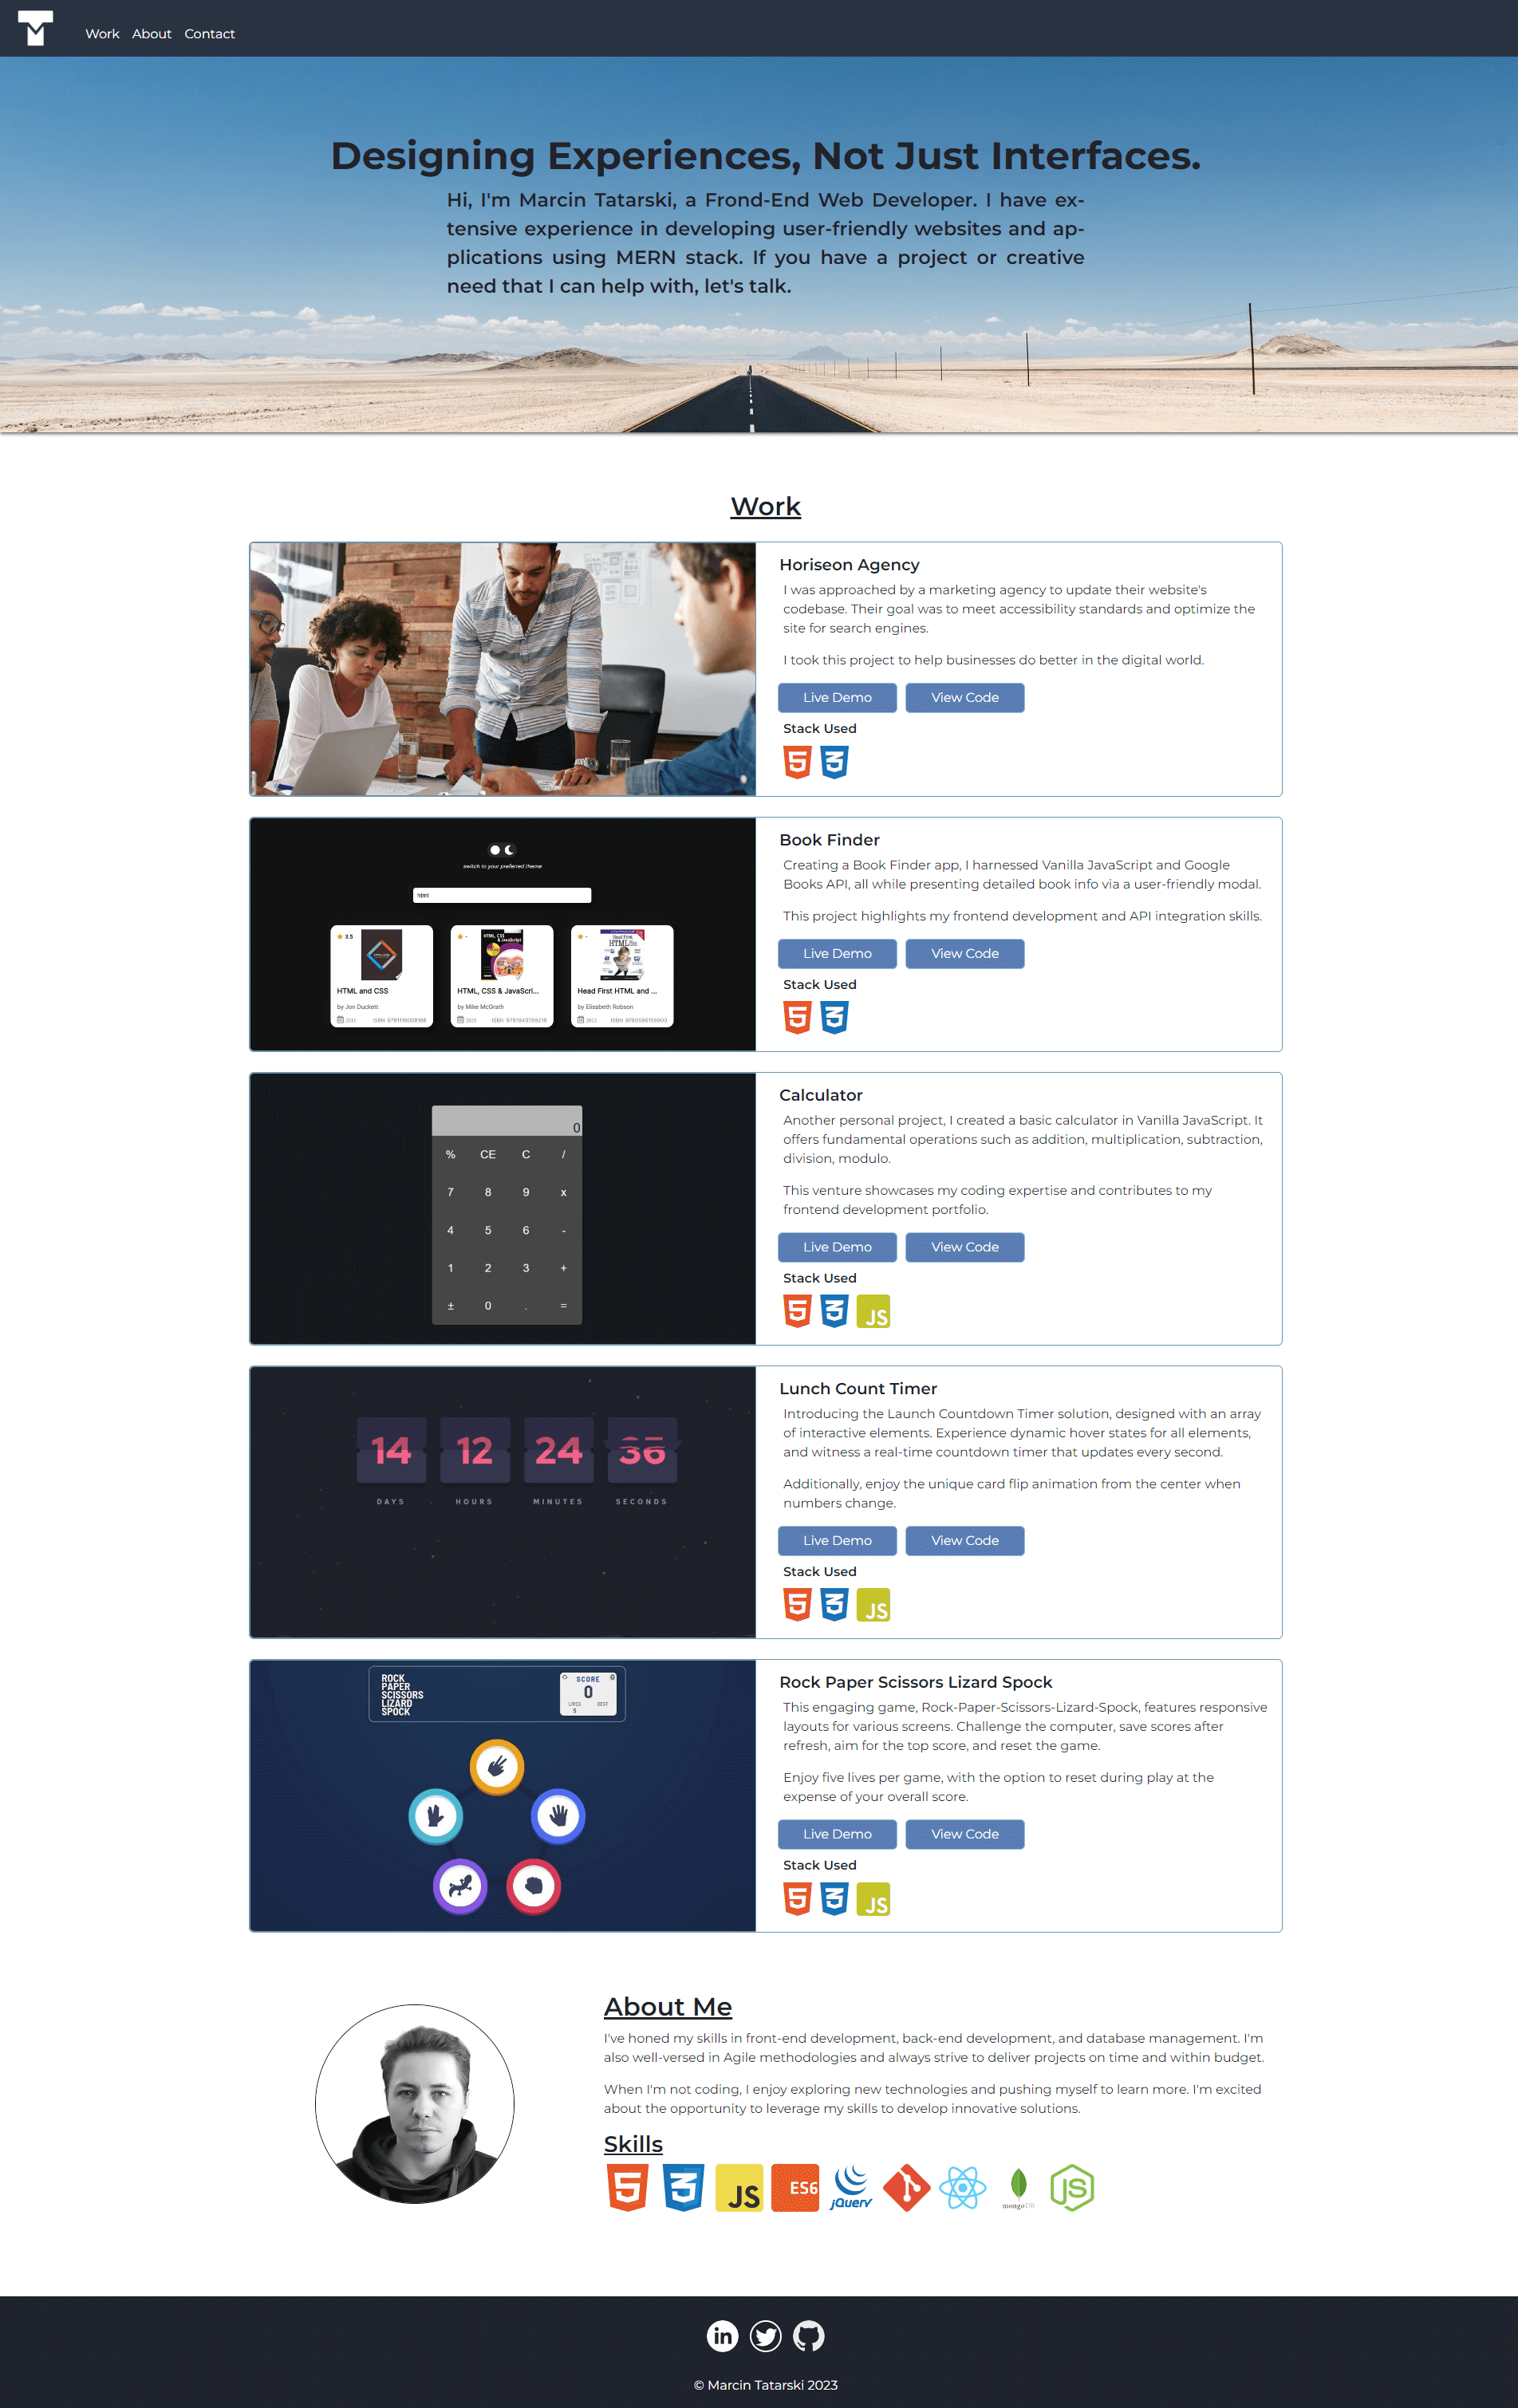 Work About Contact
Designing Experiences, Not Just Interfaces.
Hi, I'm Marcin Tatarski, a Frond-End Web Developer. I have ex-
tensive experience in developing user-friendly websites and ap-
plications using MERN stack. If you have a project or creative
need that I can help with, let's talk.
Work
Horiseon Agency
I was approached by a marketing agency to update their website's
codebase. Their goal was to meet accessibility standards and optimize the
site for search engines.
I took this project to help businesses do better in the digital world.
Live Demo View Code
Stack Used
switch to your preferred theme
html
3.5
HTML and CSS
by Jon Duckett
HTML, CSS & JavaScri...
by Mike McGrath
2020
Head First HTML and ...
by Elisabeth Robson
2012
Book Finder
Creating a Book Finder app, I harnessed Vanilla JavaScript and Google
Books API, all while presenting detailed book info via a user-friendly modal.
This project highlights my frontend development and API integration skills.
Live Demo View Code
Stack Used
0
% CE C /
7 8 9 x
4 5 6 -
1 2 3 +
± 0 . =
Calculator
Another personal project, I created a basic calculator in Vanilla JavaScript. It
offers fundamental operations such as addition, multiplication, subtraction,
division, modulo.
This venture showcases my coding expertise and contributes to my
frontend development portfolio.
Live Demo View Code
Stack Used
JS
14 12 24 36
DAYS HOURS MINUTES SECONDS
Lunch Count Timer
Introducing the Launch Countdown Timer solution, designed with an array
of interactive elements. Experience dynamic hover states for all elements,
and witness a real-time countdown timer that updates every second.
Additionally, enjoy the unique card flip animation from the center when
numbers change.
Live Demo View Code
Stack Used
JS
ROCK
PAPER
SCISSORS
LIZARD
SPOCK
SCORE
0
LIVES BEST
5
Rock Paper Scissors Lizard Spock
This engaging game, Rock-Paper-Scissors-Lizard-Spock, features responsive
layouts for various screens. Challenge the computer, save scores after
refresh, aim for the top score, and reset the game.
Enjoy five lives per game, with the option to reset during play at the
expense of your overall score.
Live Demo View Code
Stack Used
JS
About Me
I've honed my skills in front-end development, back-end development, and database management. I'm
also well-versed in Agile methodologies and always strive to deliver projects on time and within budget.
When I'm not coding, I enjoy exploring new technologies and pushing myself to learn more. I'm excited
about the opportunity to leverage my skills to develop innovative solutions.
Skills
JS ES6 jQuery mongoDB JS
in
© Marcin Tatarski 2023